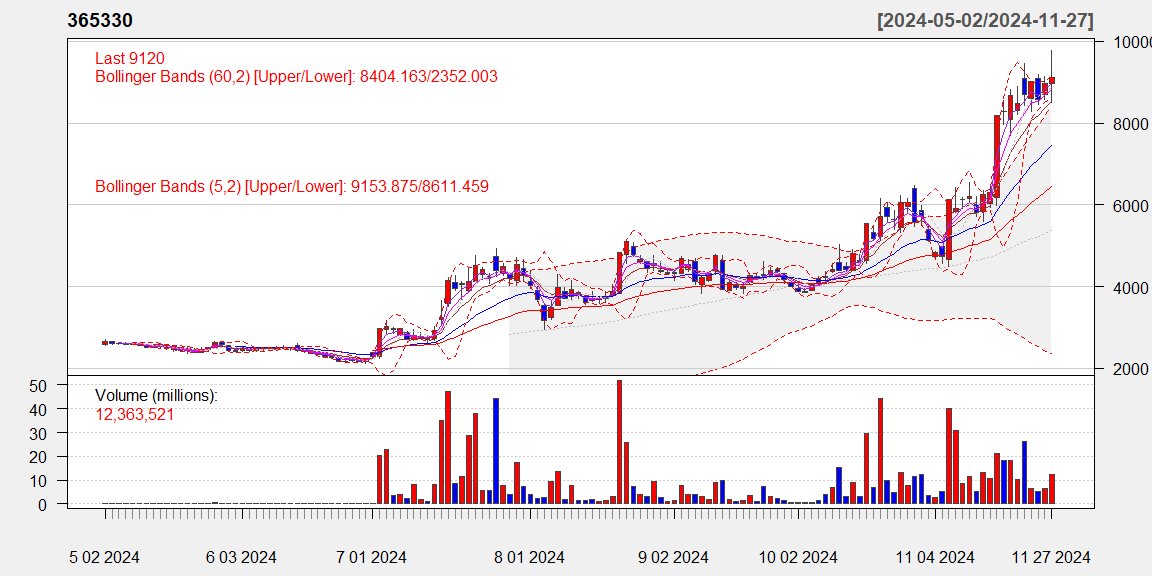 365330 [2024-05-02/2024-11-27]
Last 9120
Bollinger Bands (60,2) [Upper/Lower]: 8404.163/2352.003
Bollinger Bands (5,2) [Upper/Lower]: 9153.875/8611.459
10000
8000
6000
4000
2000
Volume (millions):
12,363,521
50
40
30
20
10
0
5 02 2024 6 03 2024 7 01 2024 8 01 2024 9 02 2024 10 02 2024 11 04 2024 11 27 2024